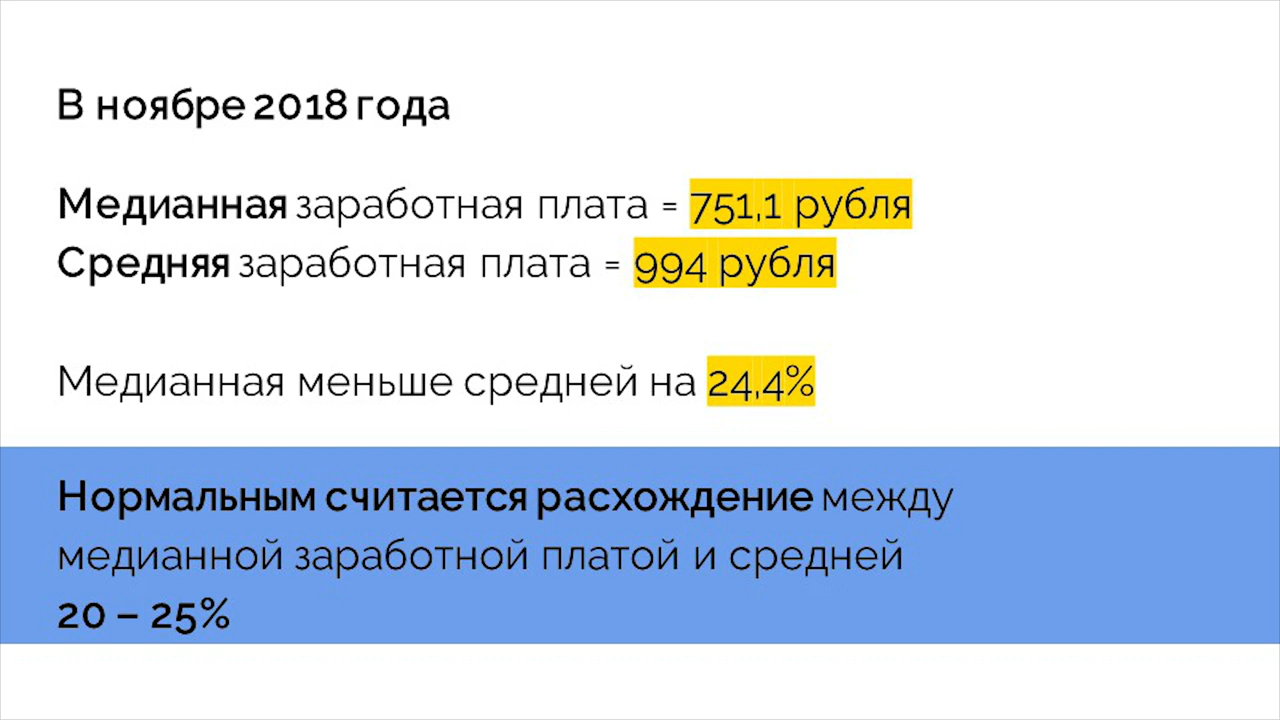 В ноябре 2018 года
Медианная заработная плата = 751,1 рубля
Средняя заработная плата = 994 рубля
Медианная меньше средней на 24,4%
Нормальным считается расхождение между
медианной заработной платой и средней
20 – 25%